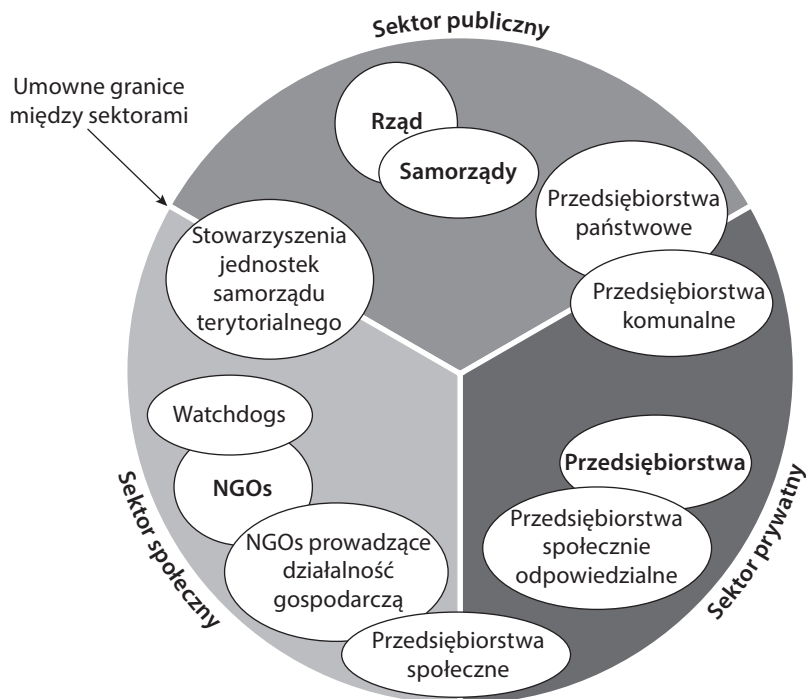 Sektor publiczny
Umowne granice
między sektorami
Rząd
Samorządy
Przedsiębiorstwa
państwowe
Przedsiębiorstwa
komunalne
Stowarzyszenia
jednostek
samorządu
terytorialnego
Watchdogs
NGOs
NGOs prowadzące
działalność
gospodarczą
Przedsiębiorstwa
społeczne
Przedsiębiorstwa
Przedsiębiorstwa
społecznie
odpowiedzialne
Sektor społeczny
Sektor prywatny